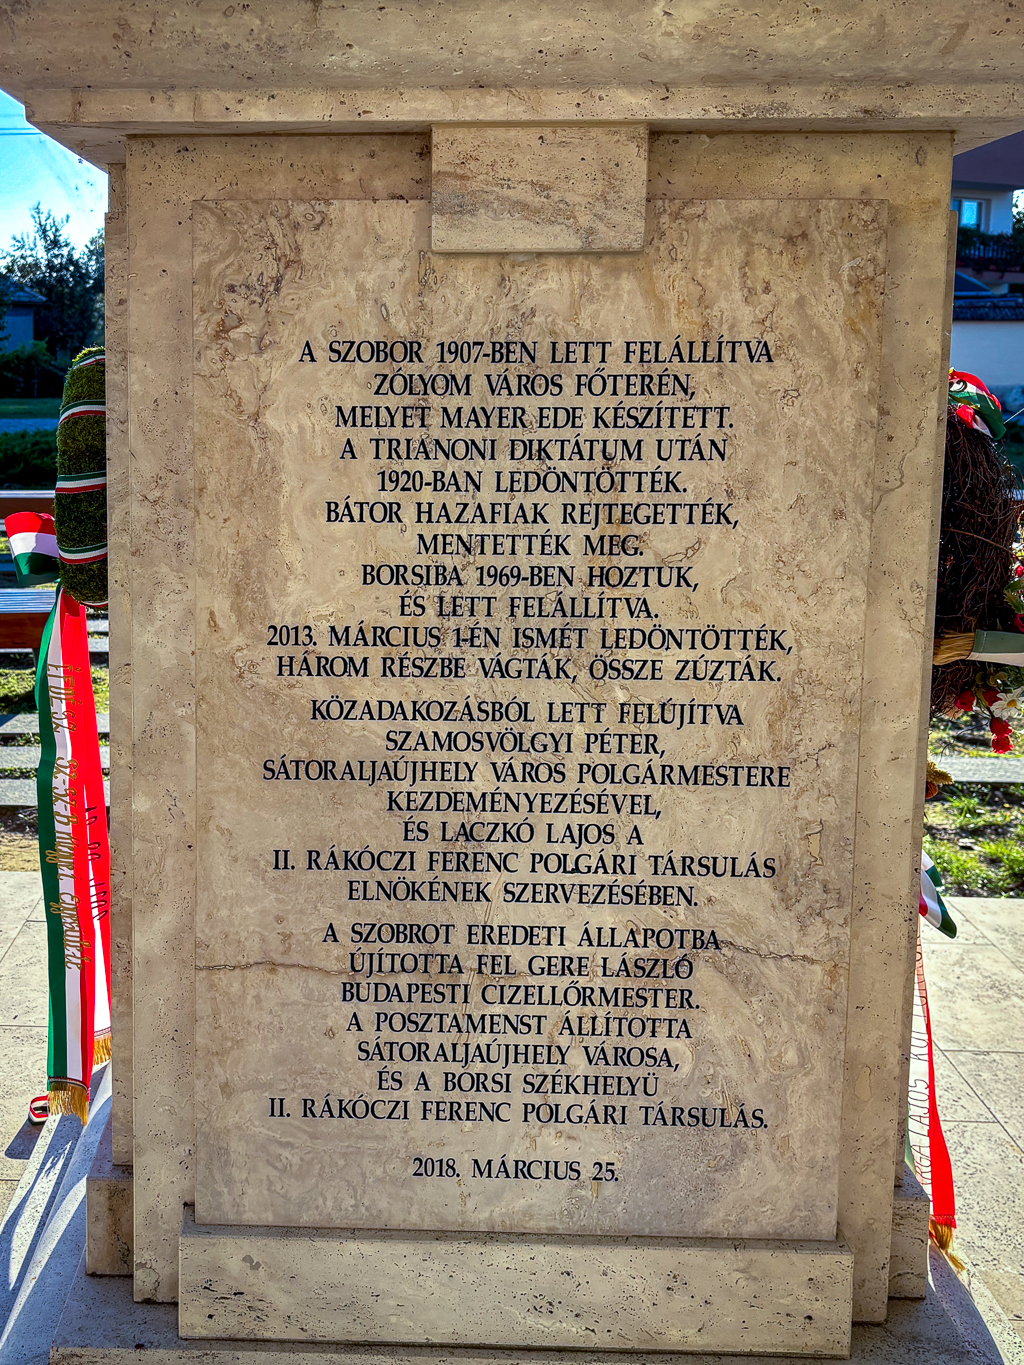 A SZOBOR 1907-BEN LETT FELÁLLÍTVA
ZÓLYOM VÁROS FŐTERÉN,
MELYET MAYER EDE KÉSZÍTETT.
A TRIANONI DIKTÁTUM UTÁN
1920-BAN LEDÖNTÖTTÉK.
BÁTOR HAZAFIAK REJTEGETTÉK,
MENTETTÉK MEG.
BORSIBA 1969-BEN HOZTUK,
ÉS LETT FELÁLLÍTVA.
2013. MÁRCIUS 1-ÉN ISMÉT LEDÖNTÖTTÉK,
HÁROM RÉSZBE VÁGTÁK, ÖSSZE ZÚZTÁK.
KÖZADAKOZÁSBÓL LETT FELÚJÍTVA
SZAMOSVÖLGYI PÉTER,
SÁTORALJAÚJHELY VÁROS POLGÁRMESTERE
KEZDEMÉNYEZÉSÉVEL,
ÉS LACZKÓ LAJOS A
II. RÁKÓCZI FERENC POLGÁRI TÁRSULÁS
ELNÖKÉNEK SZERVEZÉSÉBEN.
A SZOBROT EREDETI ÁLLAPOTBA
ÚJÍTOTTA FEL GERE LÁSZLÓ
BUDAPESTI CIZELLŐRMESTER.
A POSZTAMENST ÁLLÍTOTTA
SÁTORALJAÚJHELY VÁROSA,
ÉS A BORSI SZÉKHELYÜ
II. RÁKÓCZI FERENC POLGÁRI TÁRSULÁS.
2018. MÁRCIUS 25.
LAJOS